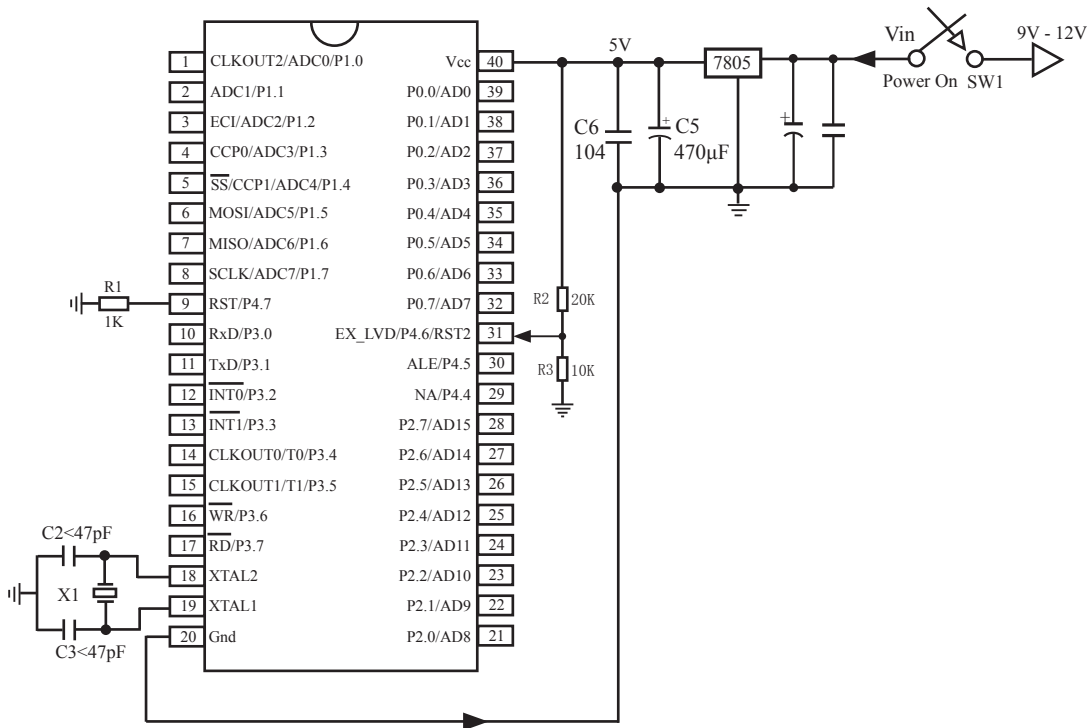 1 CLKOUT2/ADC0/P1.0
2 ADC1/P1.1
3 ECI/ADC2/P1.2
4 CCP0/ADC3/P1.3
5 SS/CCP1/ADC4/P1.4
6 MOSI/ADC5/P1.5
7 MISO/ADC6/P1.6
8 SCLK/ADC7/P1.7
9 RST/P4.7
10 RxD/P3.0
11 TxD/P3.1
12 INT0/P3.2
13 INT1/P3.3
14 CLKOUT0/T0/P3.4
15 CLKOUT1/T1/P3.5
16 WR/P3.6
17 RD/P3.7
18 XTAL2
19 XTAL1
20 Gnd
Vcc 40
P0.0/AD0 39
P0.1/AD1 38
P0.2/AD2 37
P0.3/AD3 36
P0.4/AD4 35
P0.5/AD5 34
P0.6/AD6 33
P0.7/AD7 32
EX_LVD/P4.6/RST2 31
ALE/P4.5 30
NA/P4.4 29
P2.7/AD15 28
P2.6/AD14 27
P2.5/AD13 26
P2.4/AD12 25
P2.3/AD11 24
P2.2/AD10 23
P2.1/AD9 22
P2.0/AD8 21
R1
1K
C2<47pF
X1
C3<47pF
5V
7805
Vin
9V - 12V
Power On SW1
C6
104
+
C5
470μF
+
R2 20K
R3 10K